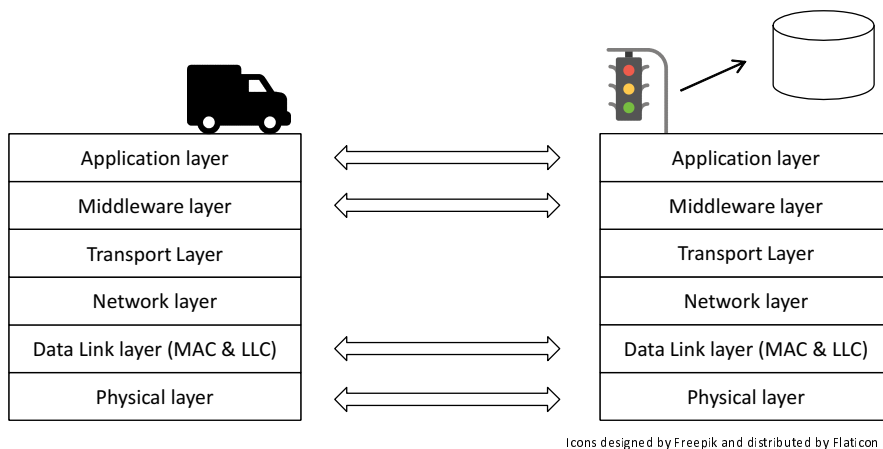 Application layer
Middleware layer
Transport Layer
Network layer
Data Link layer (MAC & LLC)
Physical layer
Application layer
Middleware layer
Transport Layer
Network layer
Data Link layer (MAC & LLC)
Physical layer
Icons designed by Freepik and distributed by Flaticon